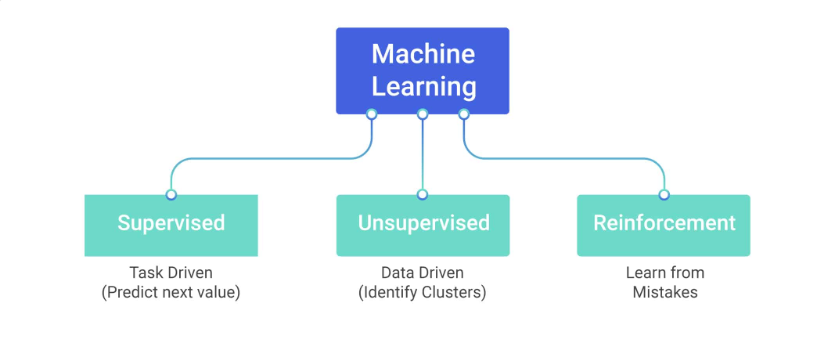 Machine
Learning
Supervised
Unsupervised
Reinforcement
Task Driven
(Predict next value)
Data Driven
(Identify Clusters)
Learn from
Mistakes